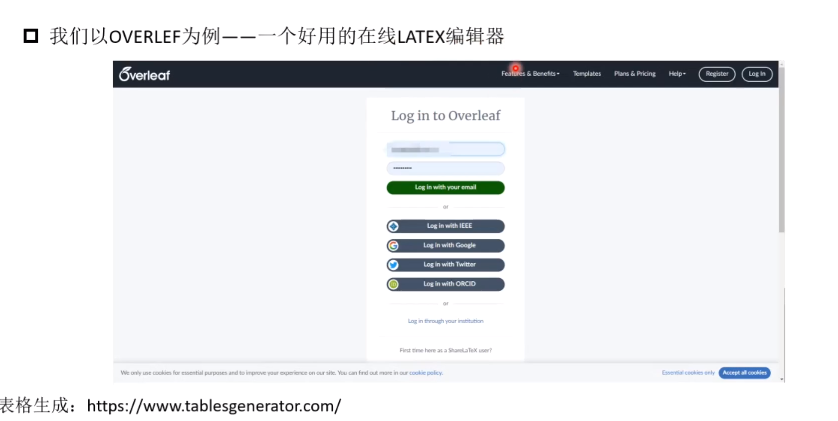 我们以OVERLEF为例——一个好用的在线LATEX编辑器
Overleaf
Features & Benefits Templates Plans & Pricing Help Register Log In
Log in to Overleaf
Log in with your email
or
Log in with IEEE
Log in with Google
Log in with Twitter
Log in with ORCID
or
Log in through your institution
First time here as a ShareLaTeX user?
We only use cookies for essential purposes and to improve your experience on our site. You can find out more in our cookie policy. Essential cookies only Accept all cookies
表格生成：https://www.tablesgenerator.com/